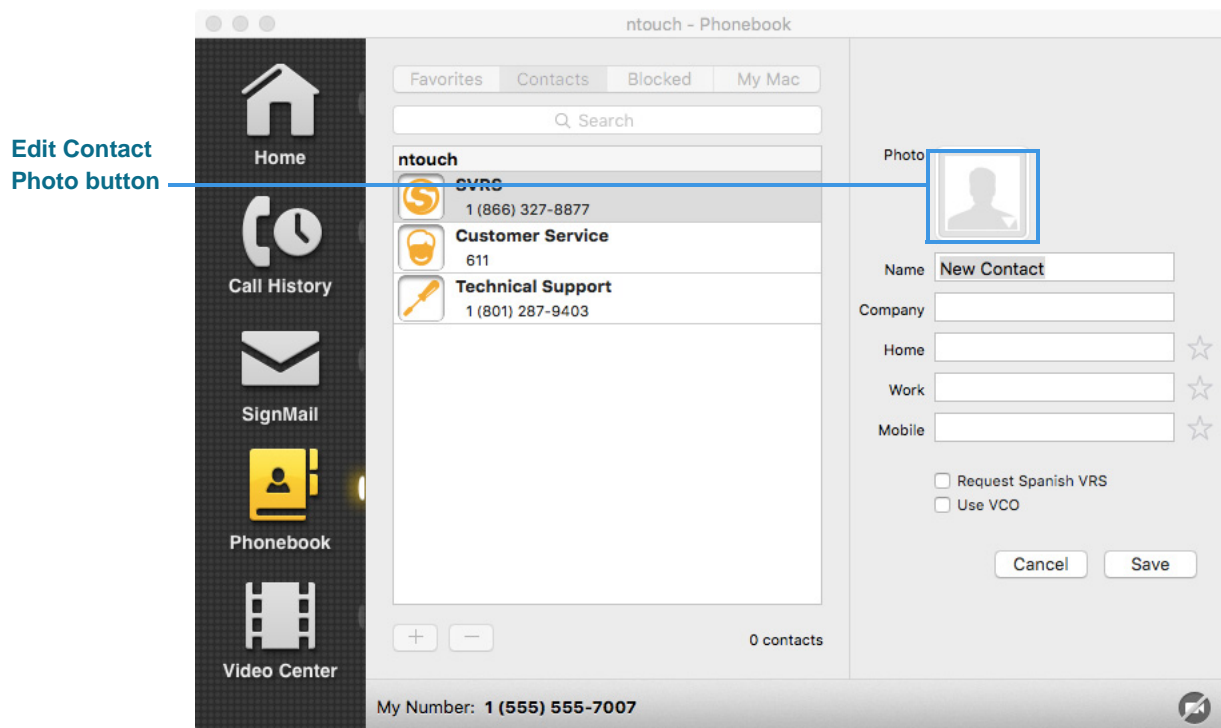 ntouch - Phonebook
Favorites Contacts Blocked My Mac
Search
Edit Contact
Photo button
Home
Call History
SignMail
Phonebook
Video Center
ntouch
SVRS
1 (866) 327-8877
Customer Service
611
Technical Support
1 (801) 287-9403
0 contacts
Photo
Name New Contact
Company
Home
Work
Mobile
Request Spanish VRS
Use VCO
Cancel Save
My Number: 1 (555) 555-7007